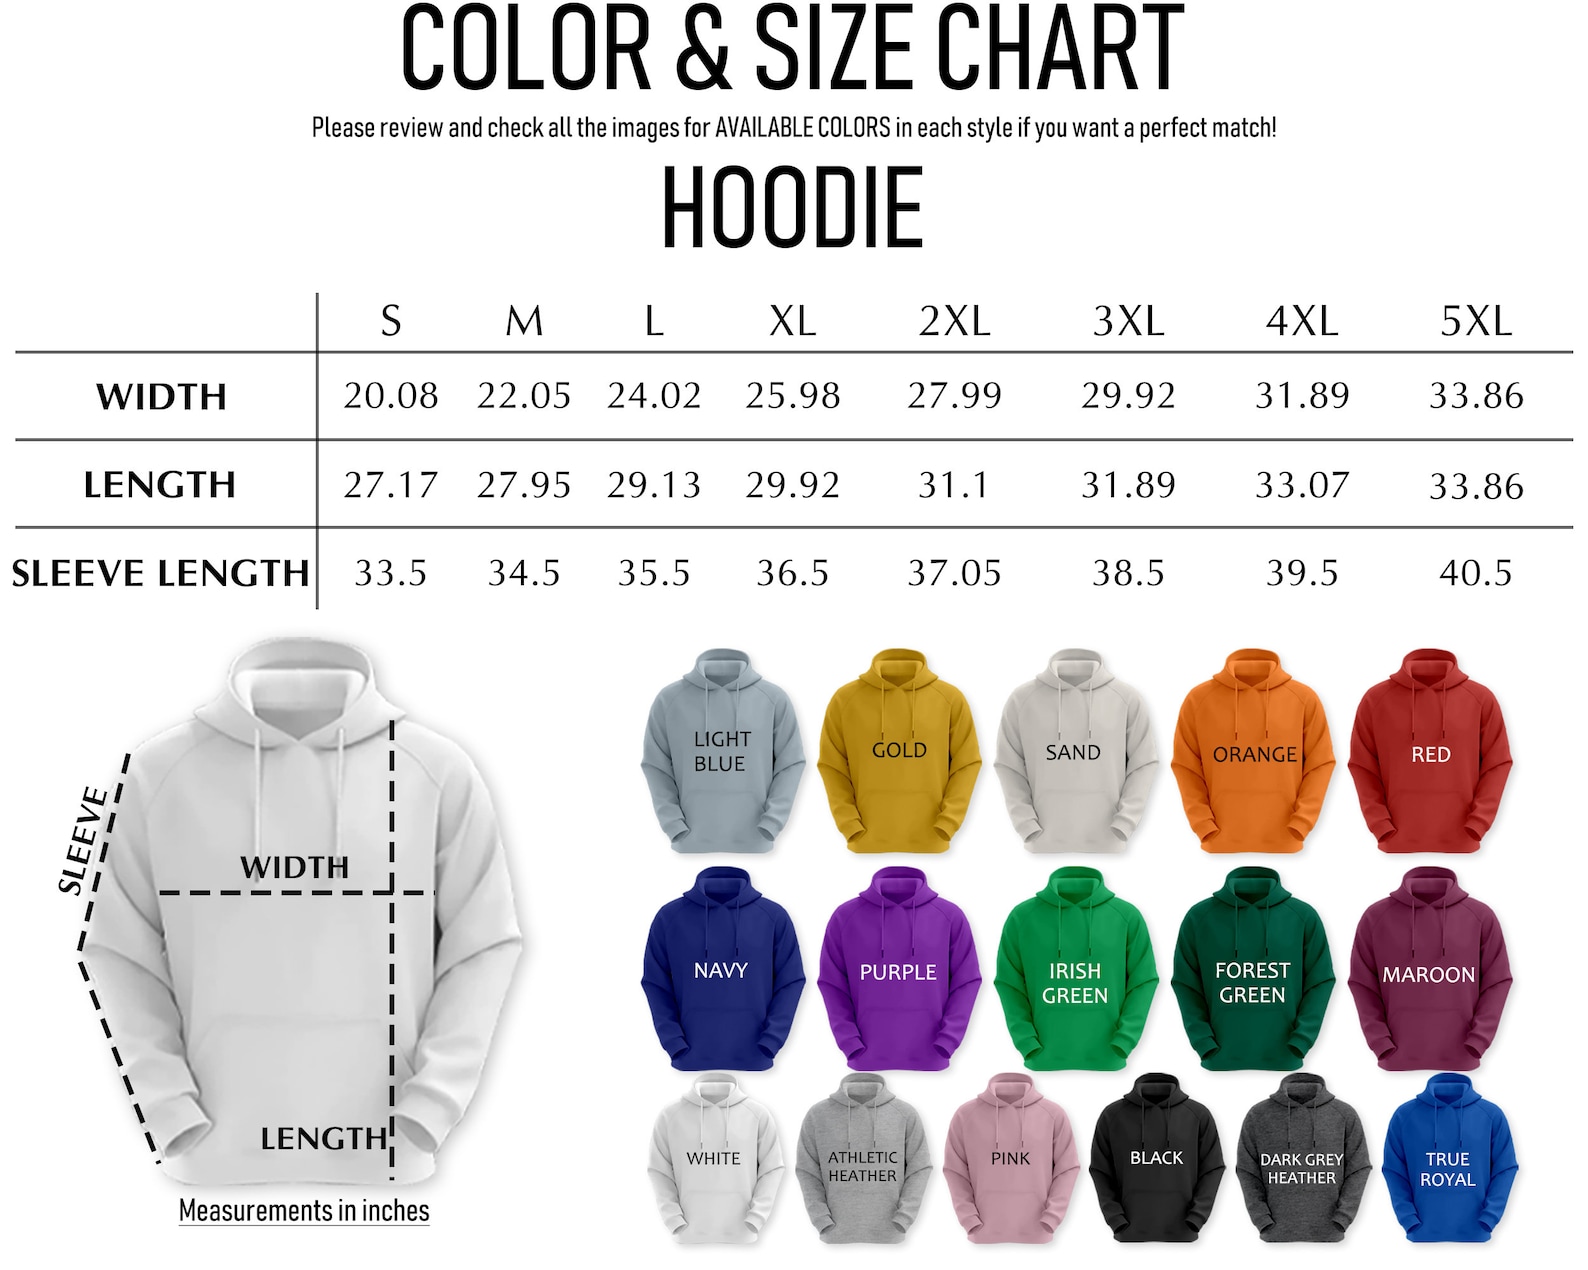 COLOR & SIZE CHART
Please review and check all the images for AVAILABLE COLORS in each style if you want a perfect match!
HOODIE
S M L XL 2XL 3XL 4XL 5XL
WIDTH 20.08 22.05 24.02 25.98 27.99 29.92 31.89 33.86
LENGTH 27.17 27.95 29.13 29.92 31.1 31.89 33.07 33.86
SLEEVE LENGTH 33.5 34.5 35.5 36.5 37.05 38.5 39.5 40.5
SLEEVE
WIDTH
LENGTH
Measurements in inches
LIGHT
BLUE
GOLD
SAND
ORANGE
RED
NAVY
PURPLE
IRISH
GREEN
FOREST
GREEN
MAROON
WHITE
ATHLETIC
HEATHER
PINK
BLACK
DARK GREY
HEATHER
TRUE
ROYAL